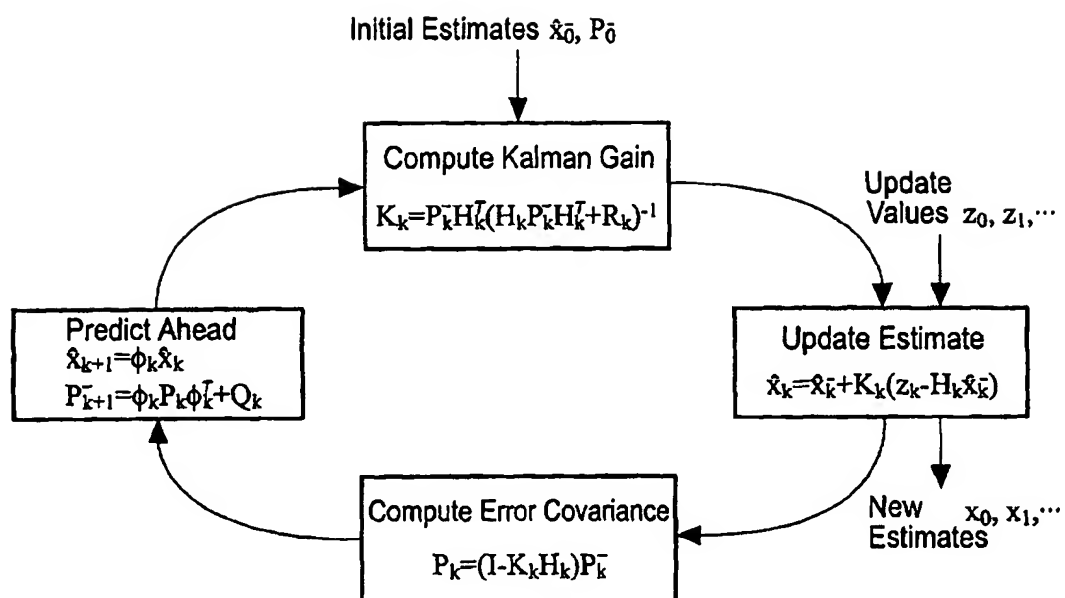 Initial Estimates x̂₀⁻, P₀⁻
Compute Kalman Gain
Kₖ=Pₖ⁻Hₖᵀ(HₖPₖ⁻Hₖᵀ+Rₖ)⁻¹
Update
Values z₀, z₁,···
Predict Ahead
x̂ₖ₊₁=ϕₖx̂ₖ
P⁻ₖ₊₁=ϕₖPₖϕₖᵀ+Qₖ
Update Estimate
x̂ₖ=x̂ₖ⁻+Kₖ(zₖ-Hₖx̂ₖ⁻)
Compute Error Covariance
Pₖ=(I-KₖHₖ)Pₖ⁻
New x₀, x₁,···
Estimates